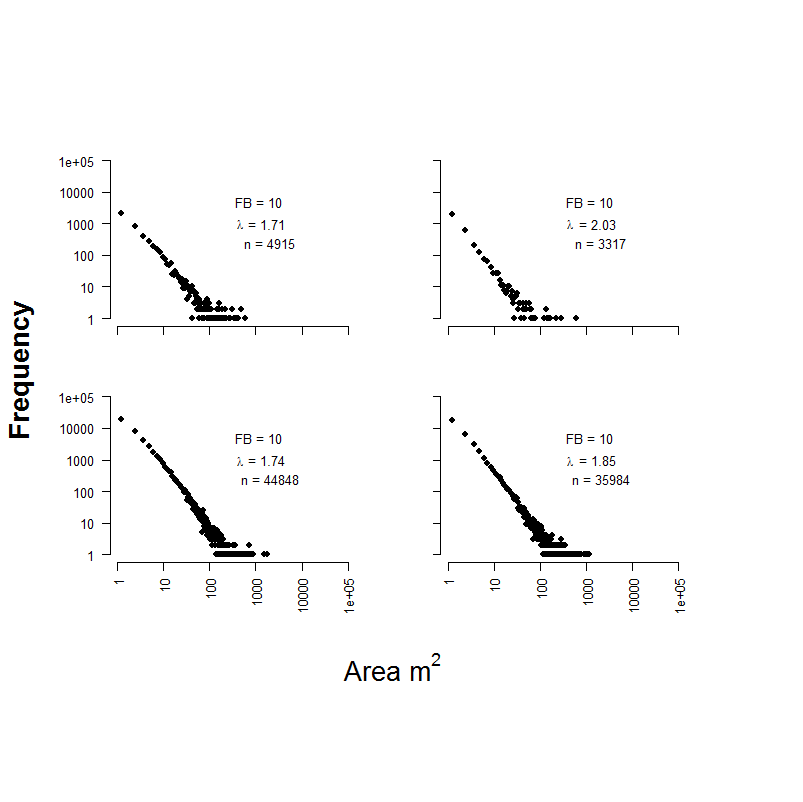 1e+05
10000
1000
100
10
1
FB = 10
λ = 1.71
n = 4915
FB = 10
λ = 2.03
n = 3317
Frequency
1e+05
10000
1000
100
10
1
FB = 10
λ = 1.74
n = 44848
FB = 10
λ = 1.85
n = 35984
1 10 100 1000 10000 1e+05
1 10 100 1000 10000 1e+05
Area m²